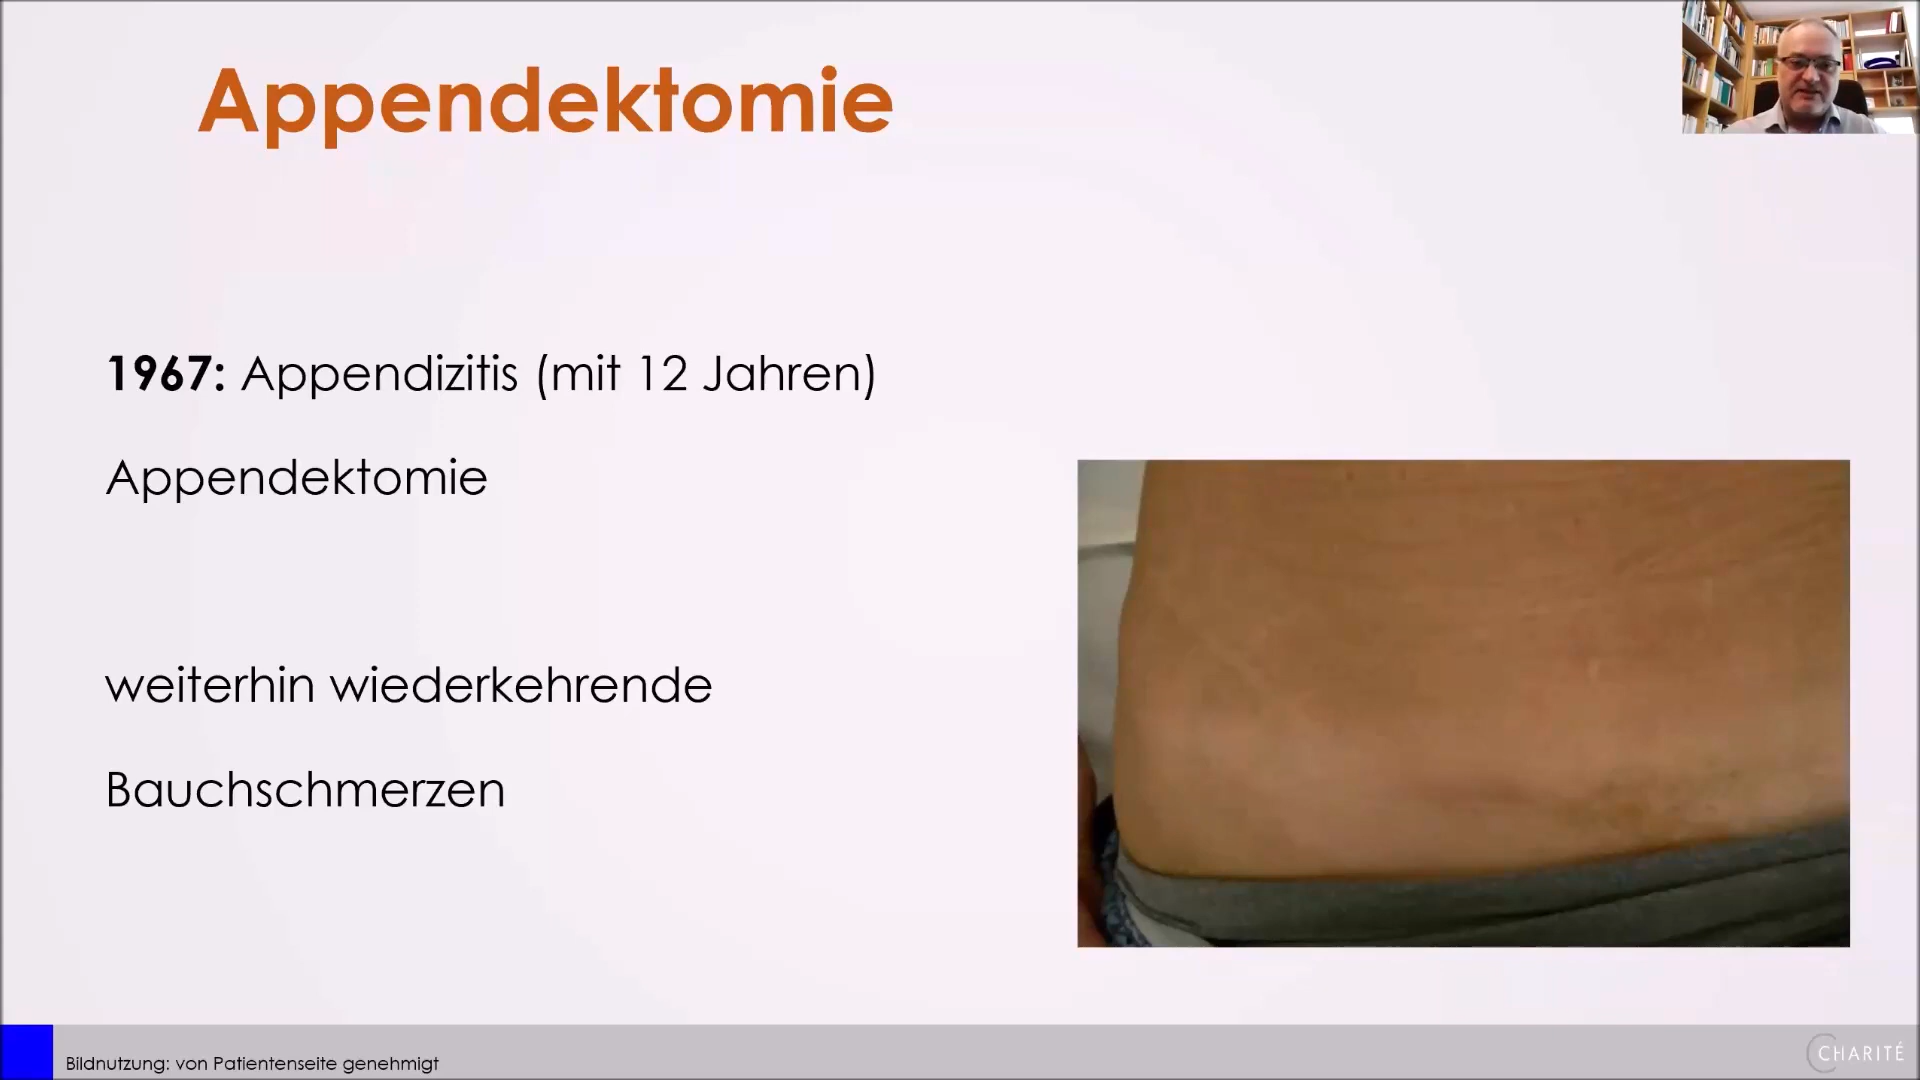 Appendektomie
1967: Appendizitis (mit 12 Jahren)
Appendektomie
weiterhin wiederkehrende
Bauchschmerzen
Bildnutzung: von Patientenseite genehmigt
CHARITÉ